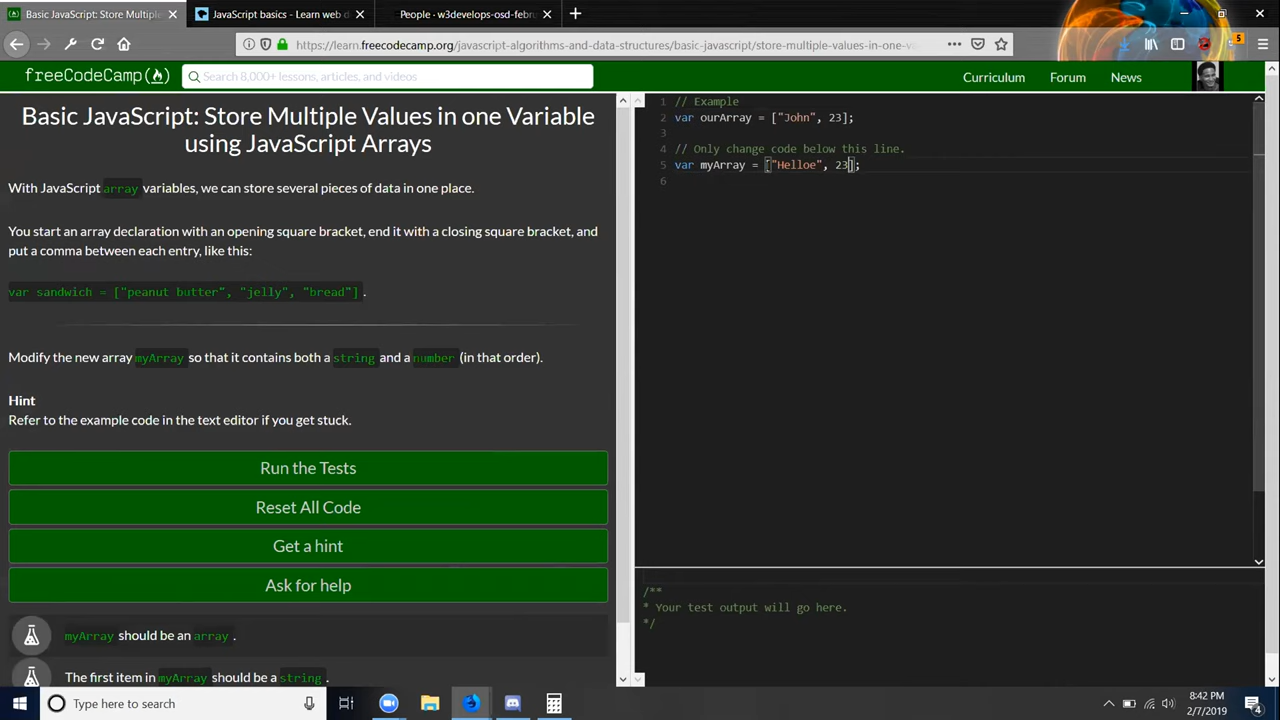 Basic JavaScript: Store Multiple
JavaScript basics - Learn web d
People - w3develops-osd-febru
https://learn.freecodecamp.org/javascript-algorithms-and-data-structures/basic-javascript/store-multiple-values-in-one-va
5
freeCodeCamp
Search 8,000+ lessons, articles, and videos
Curriculum
Forum
News
Basic JavaScript: Store Multiple Values in one Variable
using JavaScript Arrays
With JavaScript array variables, we can store several pieces of data in one place.
You start an array declaration with an opening square bracket, end it with a closing square bracket, and
put a comma between each entry, like this:
var sandwich = ["peanut butter", "jelly", "bread"] .
Modify the new array myArray so that it contains both a string and a number (in that order).
Hint
Refer to the example code in the text editor if you get stuck.
Run the Tests
Reset All Code
Get a hint
Ask for help
myArray should be an array .
The first item in myArray should be a string .
1 // Example
2 var ourArray = ["John", 23];
3
4 // Only change code below this line.
5 var myArray = ["Helloe", 23];
6
/**
* Your test output will go here.
*/
Type here to search
8:42 PM
2/7/2019
4